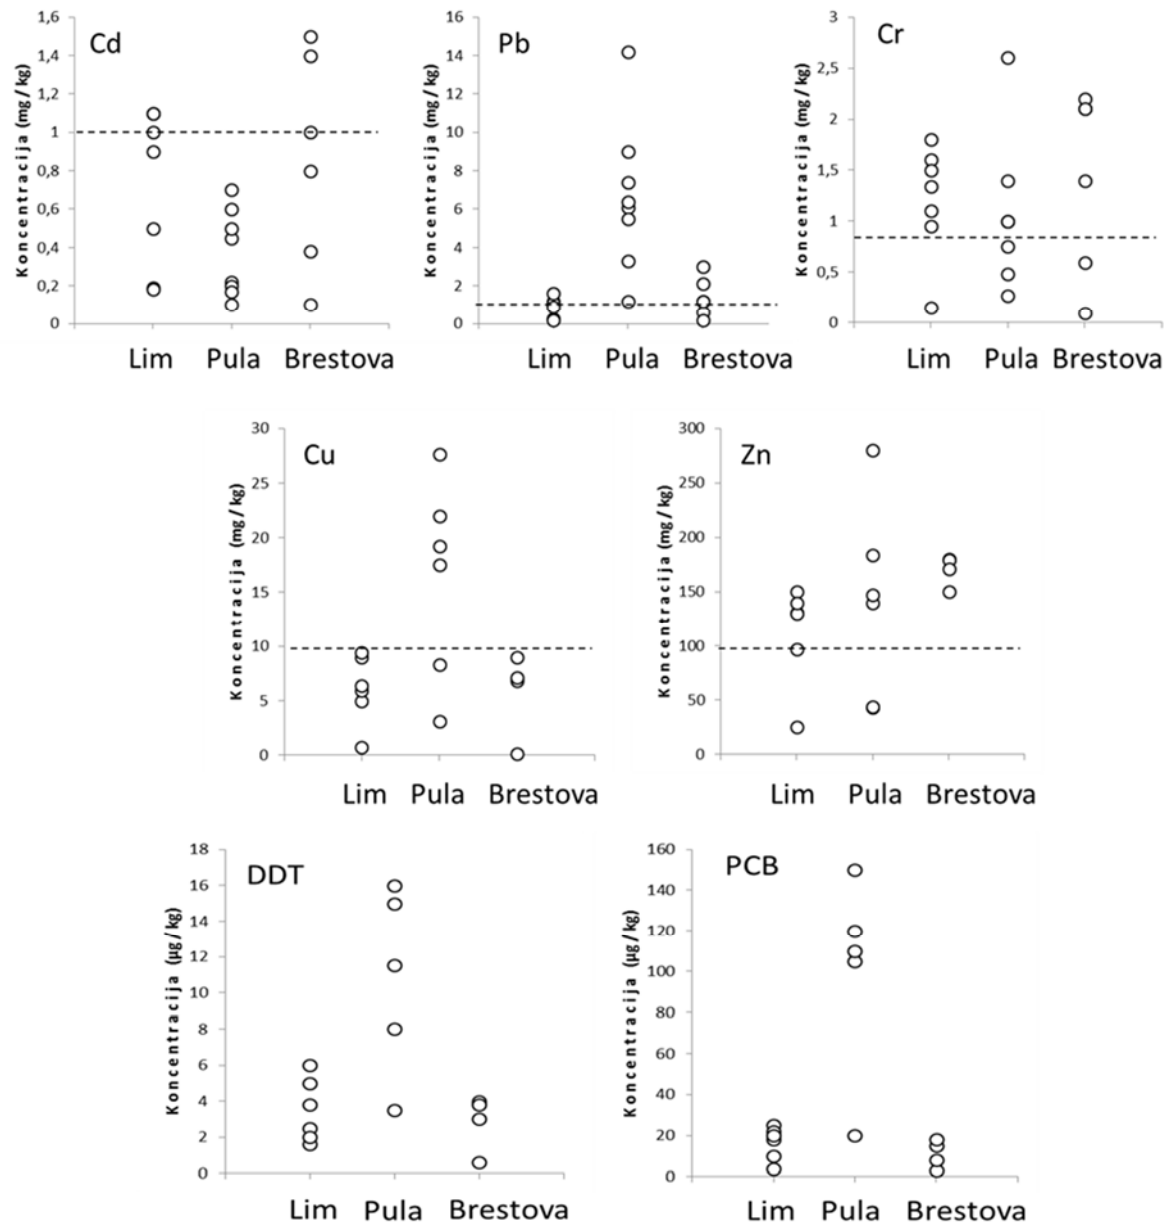 Cd
Koncentracija (mg/kg)
1,6
1,4
1,2
1
0,8
0,6
0,4
0,2
0
Lim Pula Brestova
Pb
Koncentracija (mg/kg)
16
14
12
10
8
6
4
2
0
Lim Pula Brestova
Cr
Koncentracija (mg/kg)
3
2,5
2
1,5
1
0,5
0
Lim Pula Brestova
Cu
Koncentracija (mg/kg)
30
25
20
15
10
5
0
Lim Pula Brestova
Zn
Koncentracija (mg/kg)
300
250
200
150
100
50
0
Lim Pula Brestova
DDT
Koncentracija (µg/kg)
18
16
14
12
10
8
6
4
2
0
Lim Pula Brestova
PCB
Koncentracija (µg/kg)
160
140
120
100
80
60
40
20
0
Lim Pula Brestova